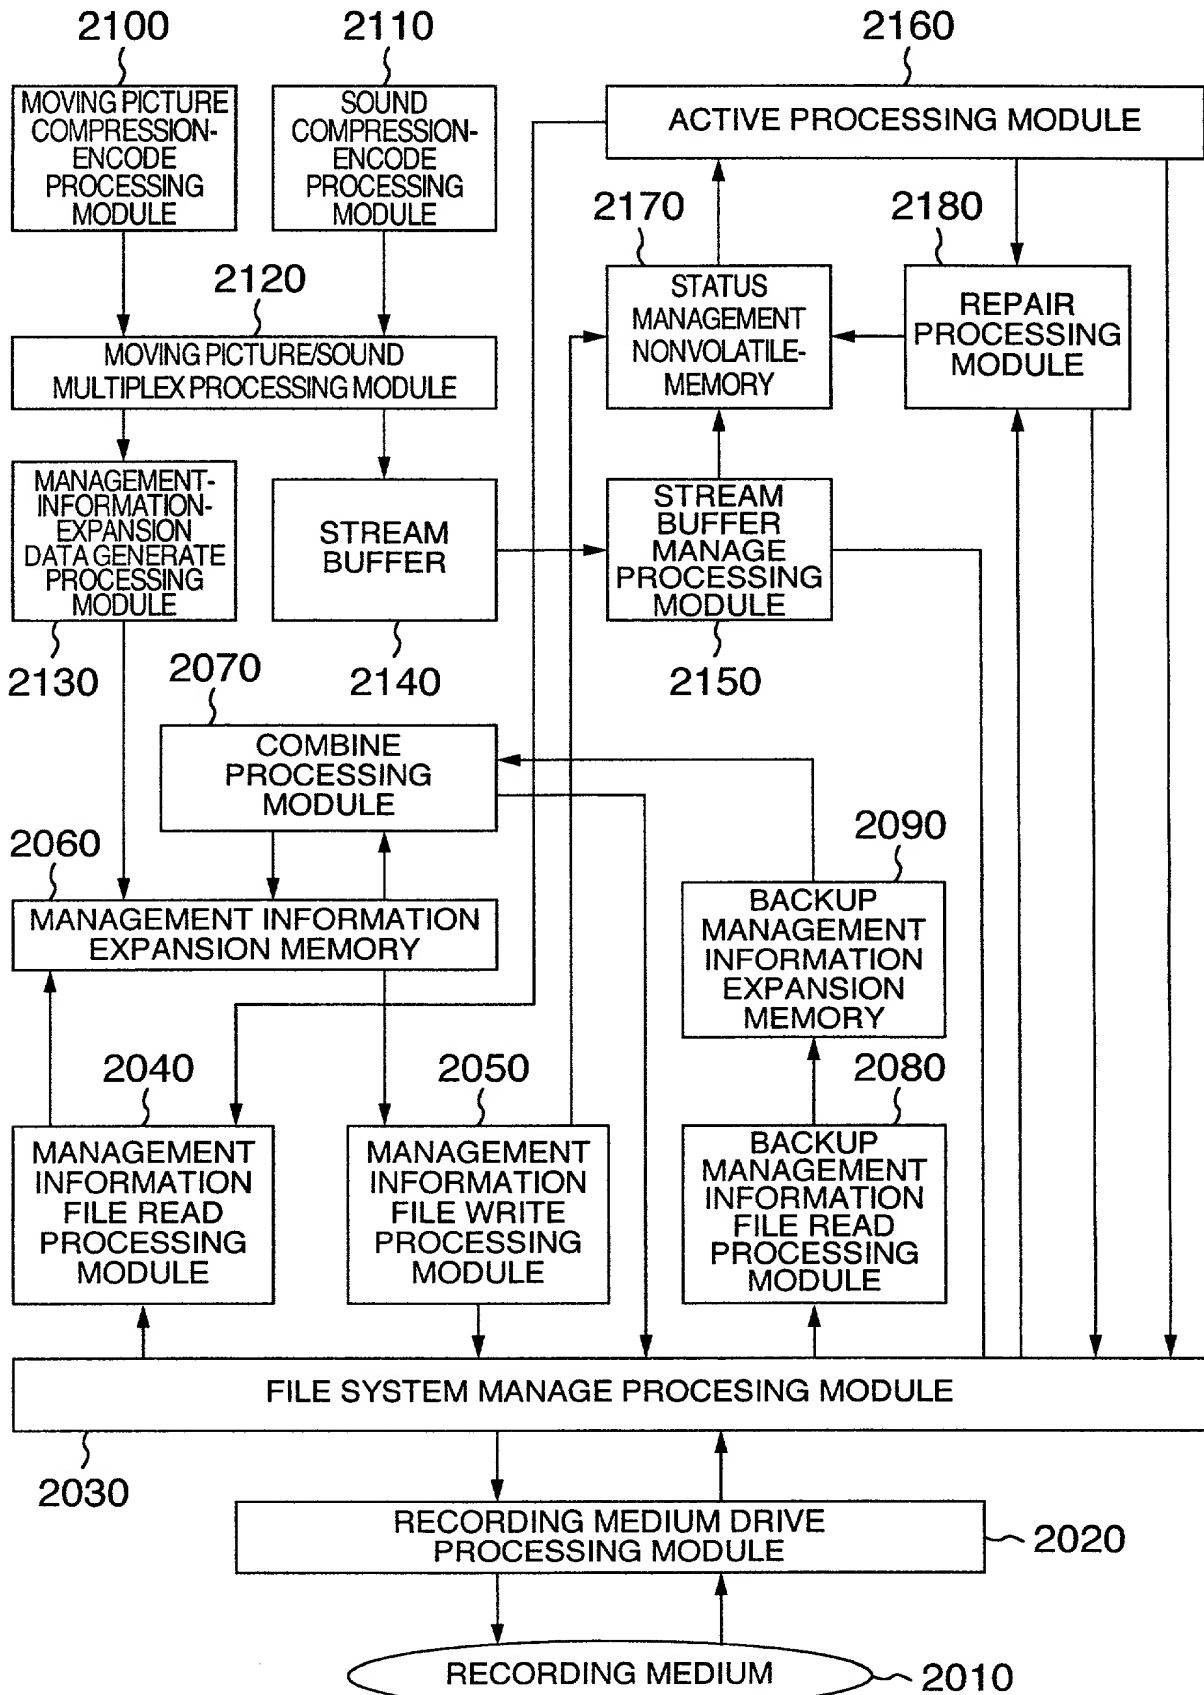 2100
2110
2160
MOVING PICTURE
COMPRESSION-
ENCODE
PROCESSING
MODULE
SOUND
COMPRESSION-
ENCODE
PROCESSING
MODULE
ACTIVE PROCESSING MODULE
2170
2180
2120
STATUS
MANAGEMENT
NONVOLATILE-
MEMORY
REPAIR
PROCESSING
MODULE
MOVING PICTURE/SOUND
MULTIPLEX PROCESSING MODULE
MANAGEMENT-
INFORMATION-
EXPANSION
DATA GENERATE
PROCESSING
MODULE
STREAM
BUFFER
STREAM
BUFFER
MANAGE
PROCESSING
MODULE
2130
2140
2150
2070
COMBINE
PROCESSING
MODULE
2060
2090
MANAGEMENT INFORMATION
EXPANSION MEMORY
BACKUP
MANAGEMENT
INFORMATION
EXPANSION
MEMORY
2040
2050
2080
MANAGEMENT
INFORMATION
FILE READ
PROCESSING
MODULE
MANAGEMENT
INFORMATION
FILE WRITE
PROCESSING
MODULE
BACKUP
MANAGEMENT
INFORMATION
FILE READ
PROCESSING
MODULE
FILE SYSTEM MANAGE PROCESING MODULE
2030
RECORDING MEDIUM DRIVE
PROCESSING MODULE
2020
RECORDING MEDIUM
2010